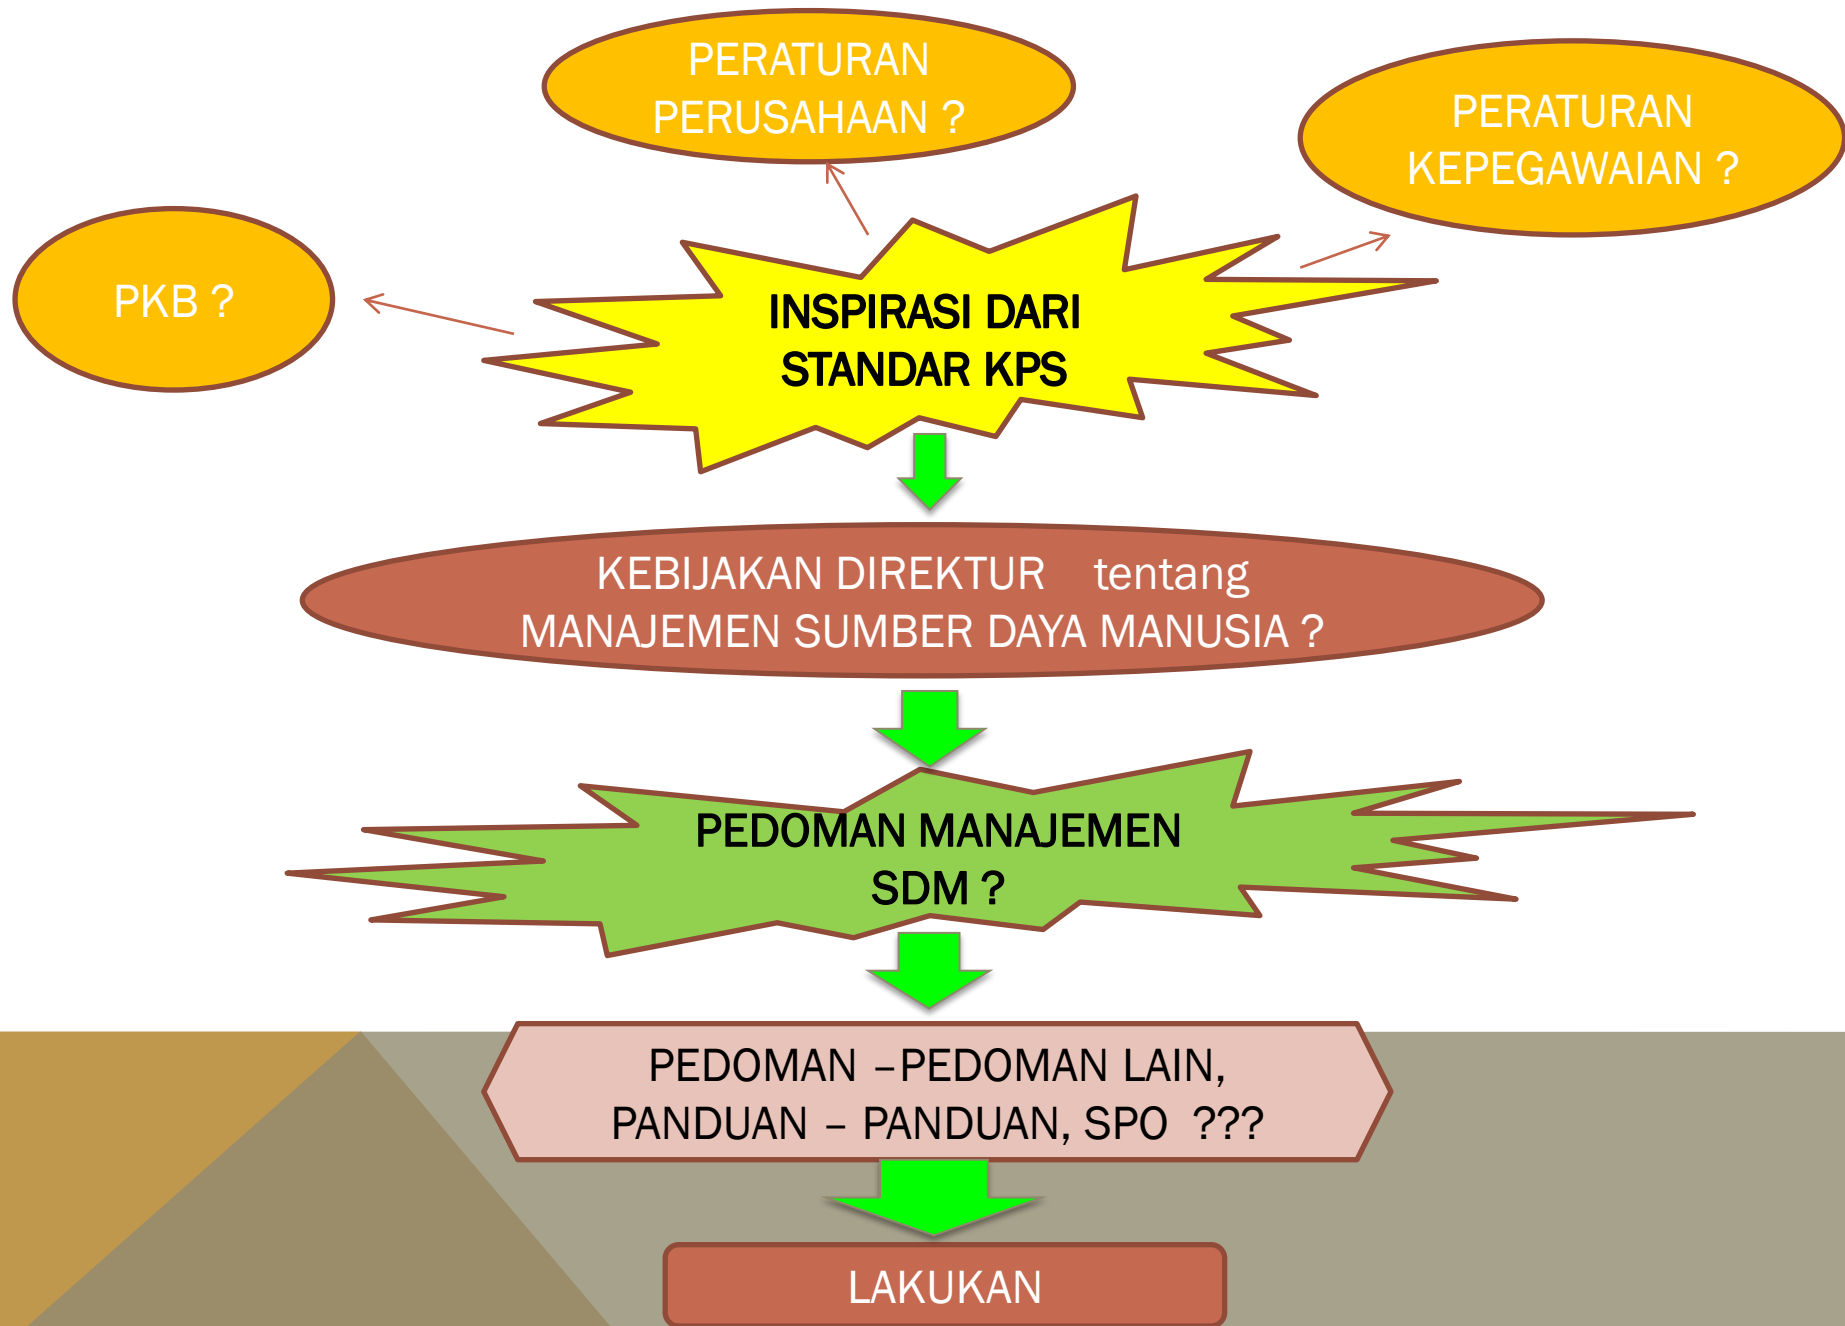 PERATURAN
PERUSAHAAN ?
PERATURAN
KEPEGAWAIAN ?
PKB ?
INSPIRASI DARI
STANDAR KPS
KEBIJAKAN DIREKTUR tentang
MANAJEMEN SUMBER DAYA MANUSIA ?
PEDOMAN MANAJEMEN
SDM ?
PEDOMAN –PEDOMAN LAIN,
PANDUAN – PANDUAN, SPO ???
LAKUKAN